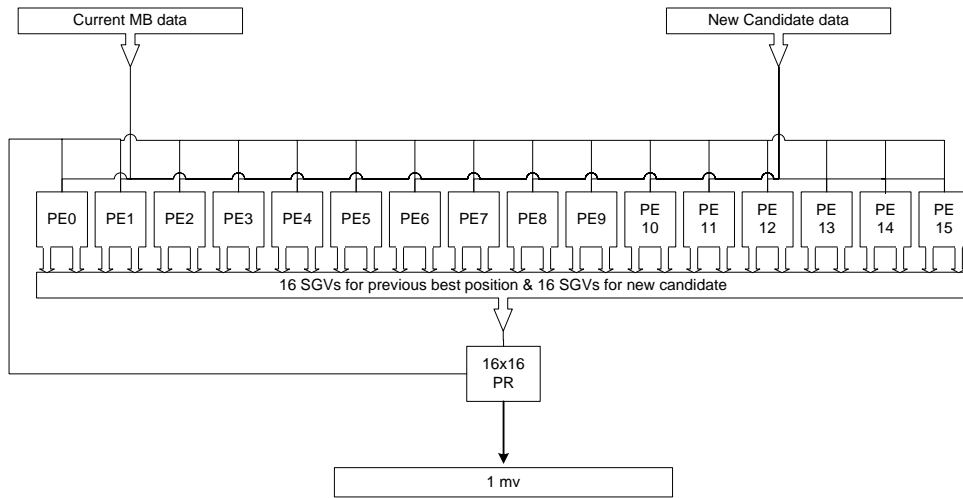 Current MB data
New Candidate data
PE0
PE1
PE2
PE3
PE4
PE5
PE6
PE7
PE8
PE9
PE
10
PE
11
PE
12
PE
13
PE
14
PE
15
16 SGVs for previous best position & 16 SGVs for new candidate
16x16
PR
1 mv